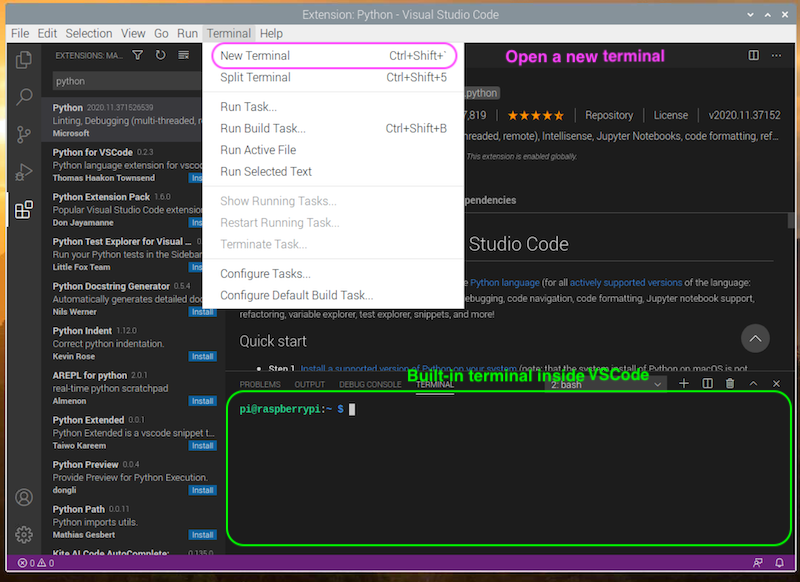 Extension: Python - Visual Studio Code
File Edit Selection View Go Run Terminal Help
EXTENSIONS: MA...
python
Python 2020.11.371526539
Linting, Debugging (multi-threaded, r
Microsoft
Python for VSCode 0.2.3
Python language extension for vscod
Thomas Haakon Townsend Ins
Python Extension Pack 1.6.0
Popular Visual Studio Code extension
Don Jayamanne Ins
Python Test Explorer for Visual ... 0
Run your Python tests in the Sideba
Little Fox Team Ins
Python Docstring Generator 0.5.4
Automatically generates detailed doc
Nils Werner Install
Python Indent 1.12.0
Correct python indentation.
Kevin Rose Install
AREPL for python 2.0.1
real-time python scratchpad
Almenon Install
Python Extended 0.0.1
Python Extended is a vscode snippet t...
Taiwo Kareem Install
Python Preview 0.0.4
Provide Preview for Python Execution.
dongli Install
Python Path 0.0.11
Python imports utils.
Mathias Gesbert Install
Kite AI Code AutoComplete: 0.135.0
New Terminal Ctrl+Shift+`
Split Terminal Ctrl+Shift+5
Run Task...
Run Build Task... Ctrl+Shift+B
Run Active File
Run Selected Text
Show Running Tasks...
Restart Running Task...
Terminate Task...
Configure Tasks...
Configure Default Build Task...
Open a new terminal
.python
7,819 Repository License v2020.11.37152
readed, remote), Intellisense, Jupyter Notebooks, code formatting, ref...
This extension is enabled globally.
pendencies
Studio Code
e Python language (for all actively supported versions of the language:
ebugging, code navigation, code formatting, Jupyter notebook support,
refactoring, variable explorer, test explorer, snippets, and more!
Quick start
Step 1. Install a supported version of Python on your system (note: that the system install of Python on macOS is not
Built-in terminal inside VSCode
PROBLEMS OUTPUT DEBUG CONSOLE TERMINAL 2: bash
pi@raspberrypi:~ $
0 0